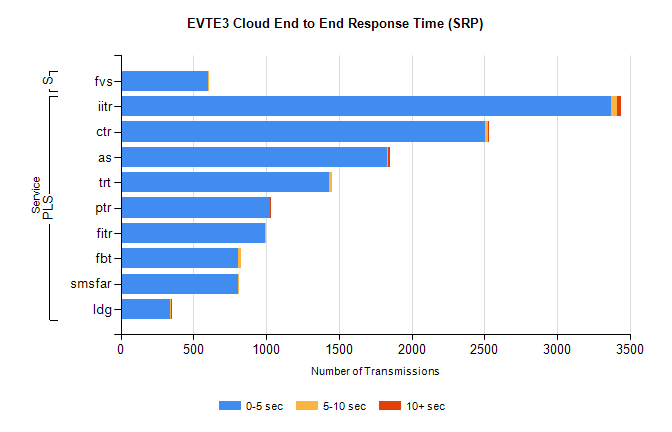 EVTE3 Cloud End to End Response Time (SRP)
S
fvs
iitr
ctr
as
trt
ptr
fitr
fbt
smsfar
ldg
Service
PLS
0 500 1000 1500 2000 2500 3000 3500
Number of Transmissions
0-5 sec 5-10 sec 10+ sec